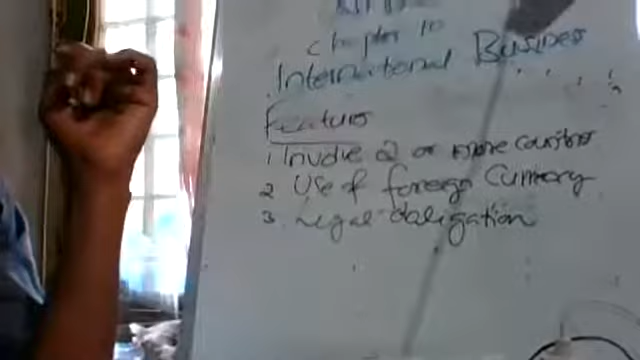 Chapter 10
International Business
Features
1. Involve 2 or more countries
2 Use of foreign Currency
3. Legal obligation